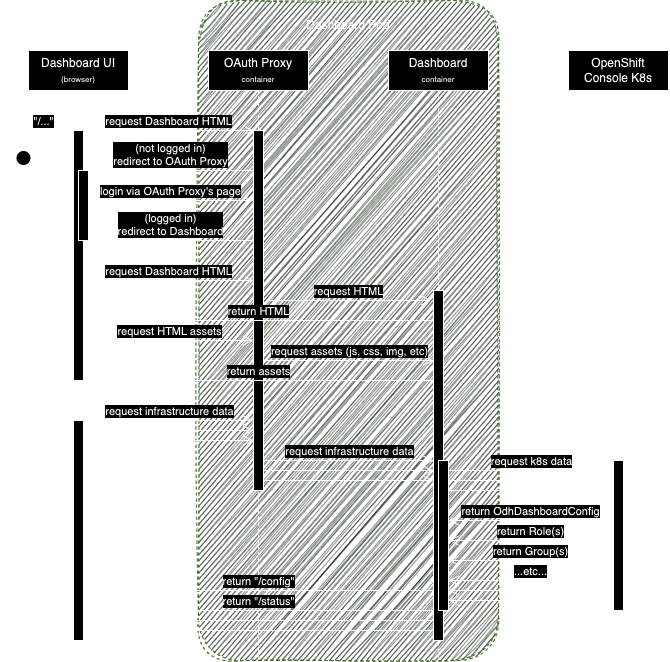 Dashboard Pod
Dashboard UI
(browser)
OAuth Proxy
container
Dashboard
container
OpenShift
Console K8s
"/..."
request Dashboard HTML
(not logged in)
redirect to OAuth Proxy
login via OAuth Proxy's page
(logged in)
redirect to Dashboard
request Dashboard HTML
request HTML
return HTML
request HTML assets
request assets (js, css, img, etc)
return assets
request infrastructure data
request infrastructure data
request k8s data
return OdhDashboardConfig
return Role(s)
return Group(s)
...etc...
return "/config"
return "/status"